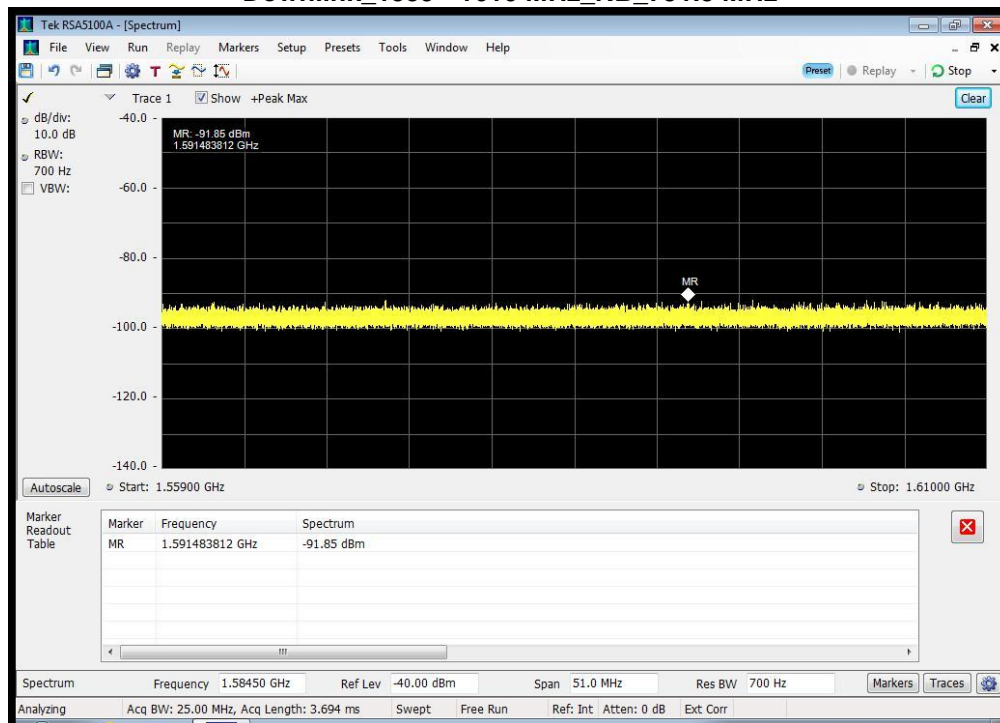 Tek RSA5100A - [Spectrum]
File View Run Replay Markers Setup Presets Tools Window Help
Preset Replay Stop
Trace 1 Show +Peak Max Clear
dB/div: 10.0 dB
RBW: 700 Hz
VBW:
-40.0
-60.0
-80.0
-100.0
-120.0
-140.0
MR: -91.85 dBm
1.591483812 GHz
MR
Autoscale Start: 1.55900 GHz Stop: 1.61000 GHz
Marker Readout Table
Marker Frequency Spectrum
MR 1.591483812 GHz -91.85 dBm
Spectrum Frequency 1.58450 GHz Ref Lev -40.00 dBm Span 51.0 MHz Res BW 700 Hz Markers Traces
Analyzing Acq BW: 25.00 MHz, Acq Length: 3.694 ms Swept Free Run Ref: Int Atten: 0 dB Ext Corr